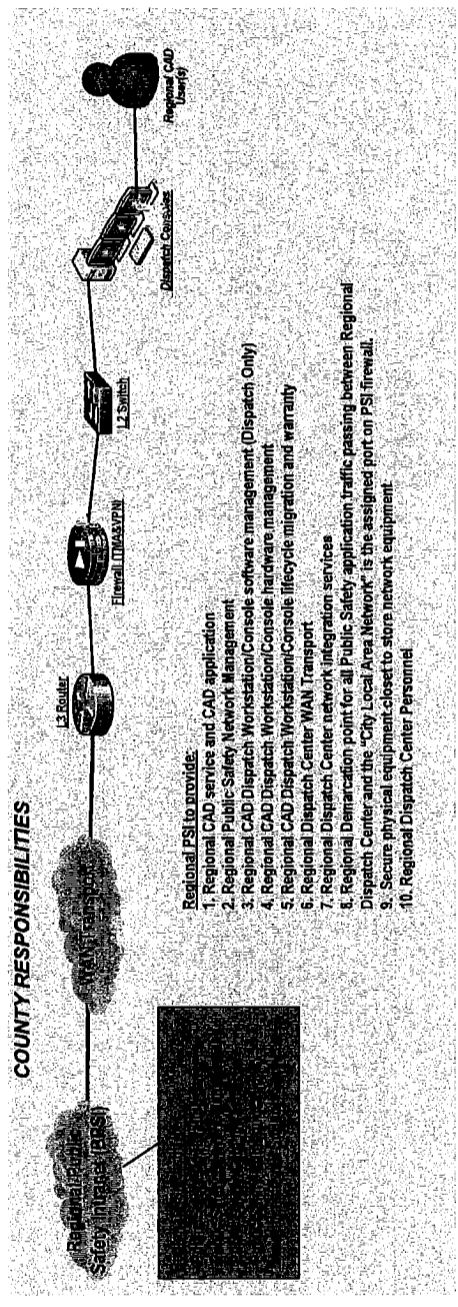 COUNTY RESPONSIBILITIES
Regional Public
Safety Intranet (RPSI)
WAN Transport
L3 Router
Firewall (TMA&VPN)
L2 Switch
Dispatch Consoles
Regional CAD
User(s)
Regional PSI to provide:
1. Regional CAD service and CAD application
2. Regional Public Safety Network Management
3. Regional CAD Dispatch Workstation/Console software management (Dispatch Only)
4. Regional CAD Dispatch Workstation/Console hardware management
5. Regional CAD Dispatch Workstation/Console lifecycle migration and warranty
6. Regional Dispatch Center WAN Transport
7. Regional Dispatch Center network integration services
8. Regional Demarcation point for all Public Safety application traffic passing between Regional
Dispatch Center and the "City Local Area Network" is the assigned port on PSI firewall.
9. Secure physical equipment closet to store network equipment
10. Regional Dispatch Center Personnel